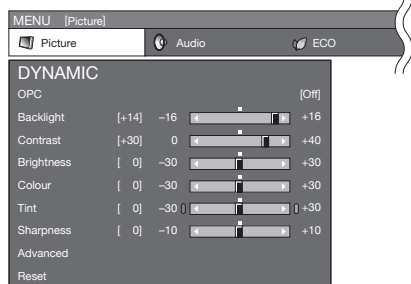 MENU [Picture]
Picture Audio ECO
DYNAMIC
OPC [Off]
Backlight [+14] –16 +16
Contrast [+30] 0 +40
Brightness [ 0] –30 +30
Colour [ 0] –30 +30
Tint [ 0] –30 +30
Sharpness [ 0] –10 +10
Advanced
Reset